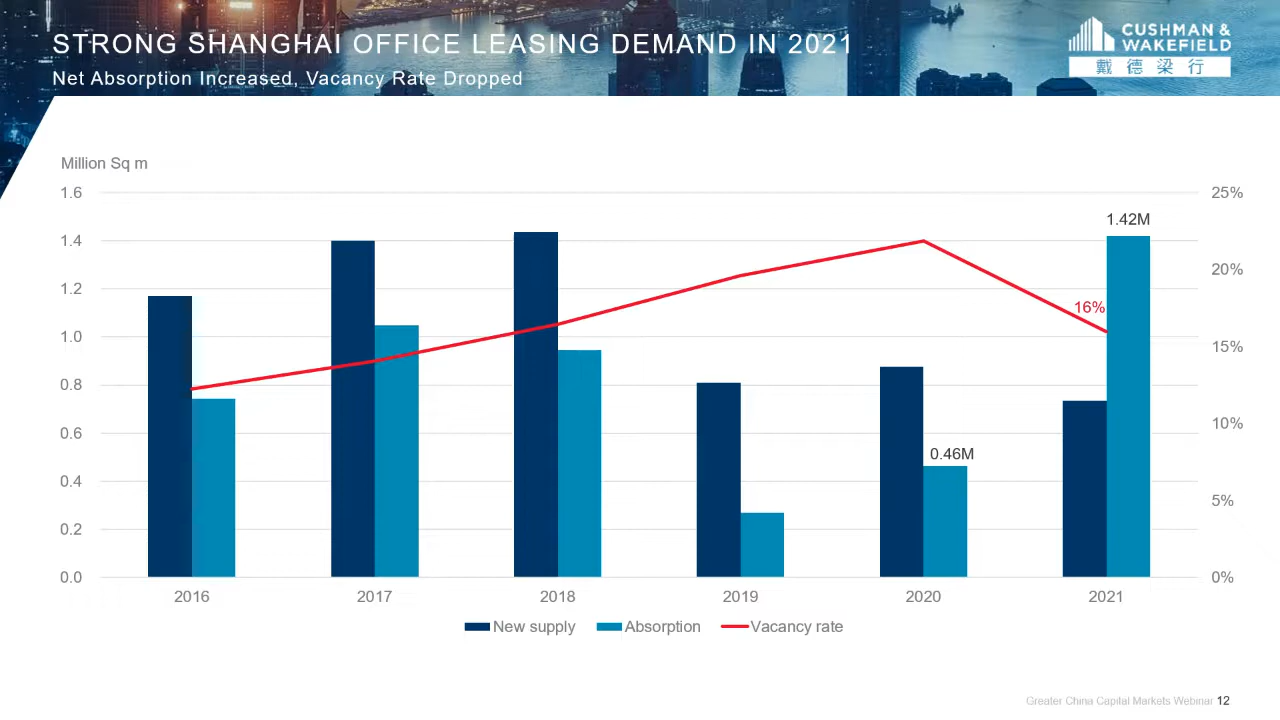 STRONG SHANGHAI OFFICE LEASING DEMAND IN 2021
Net Absorption Increased, Vacancy Rate Dropped
CUSHMAN &
WAKEFIELD
戴德梁行
Million Sq m
1.6
1.4
1.2
1.0
0.8
0.6
0.4
0.2
0.0
25%
20%
15%
10%
5%
0%
1.42M
16%
0.46M
2016 2017 2018 2019 2020 2021
New supply Absorption Vacancy rate
Greater China Capital Markets Webinar 12